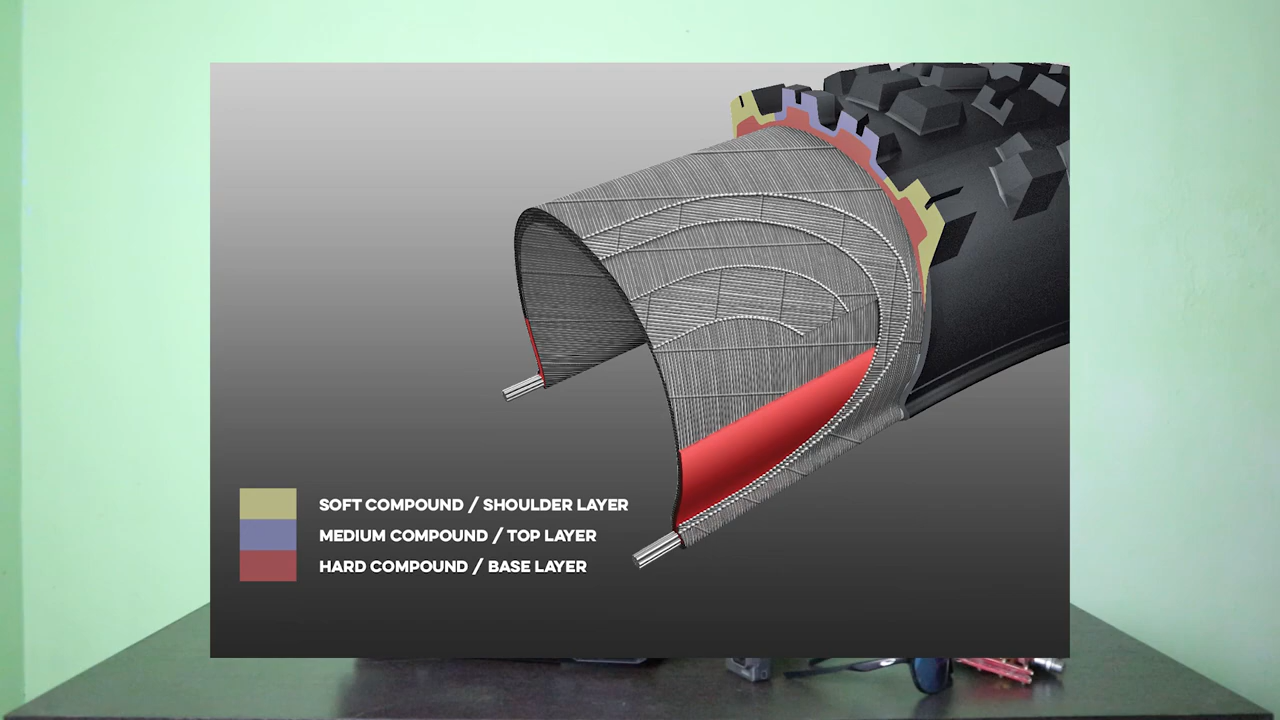 SOFT COMPOUND / SHOULDER LAYER
MEDIUM COMPOUND / TOP LAYER
HARD COMPOUND / BASE LAYER